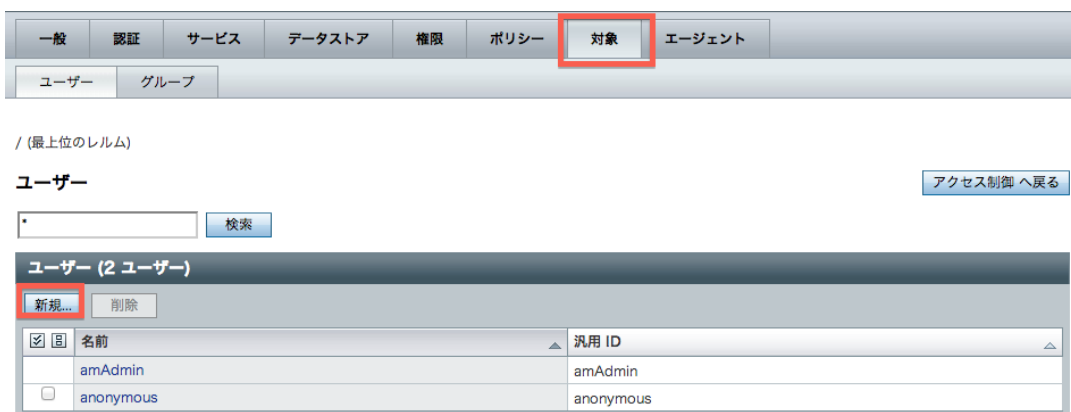 一般 認証 サービス データストア 権限 ポリシー 対象 エージェント
ユーザー グループ
/ (最上位のレルム)
ユーザー
アクセス制御 へ戻る
* 検索
ユーザー (2 ユーザー)
新規... 削除
名前 汎用 ID
amAdmin amAdmin
anonymous anonymous